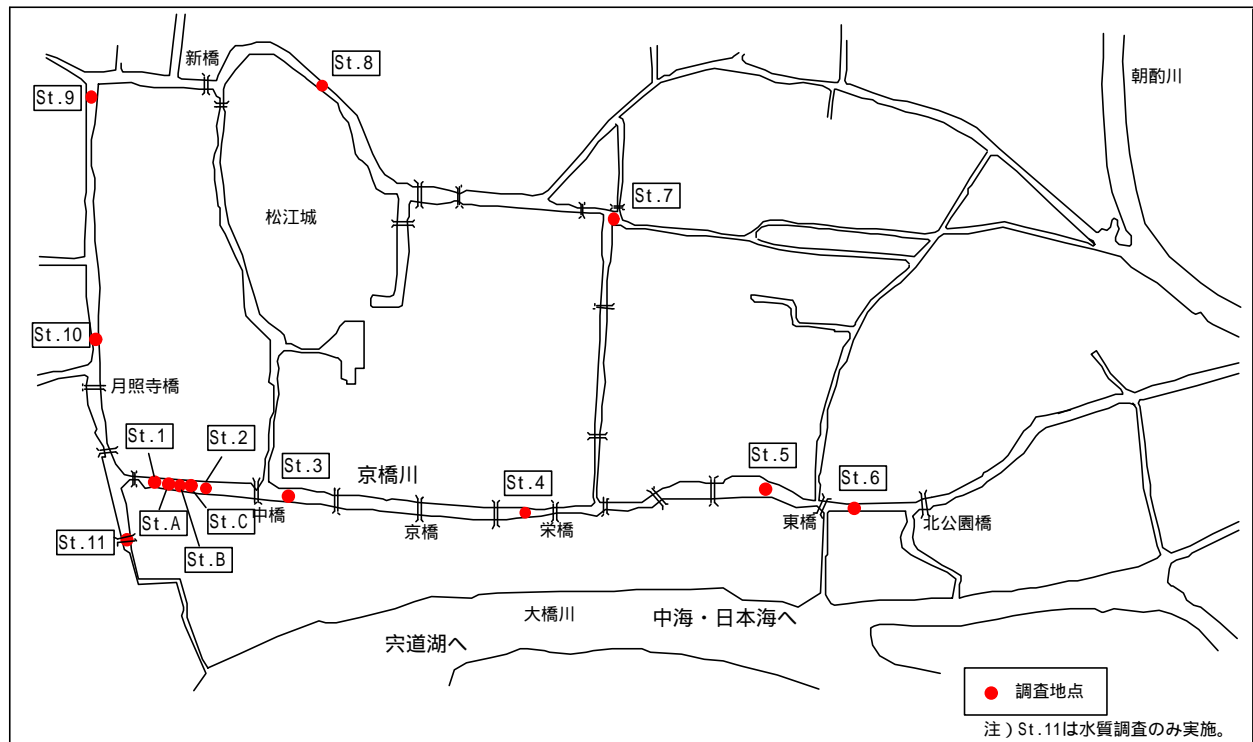 新橋
St.8
朝酌川
St.9
松江城
St.7
St.10
月照寺橋
St.1
St.2
St.3
京橋川
St.4
St.5
St.6
St.A
St.C
中橋
京橋
栄橋
東橋
北公園橋
St.11
St.B
大橋川
中海・日本海へ
宍道湖へ
調査地点
注）St.11は水質調査のみ実施。